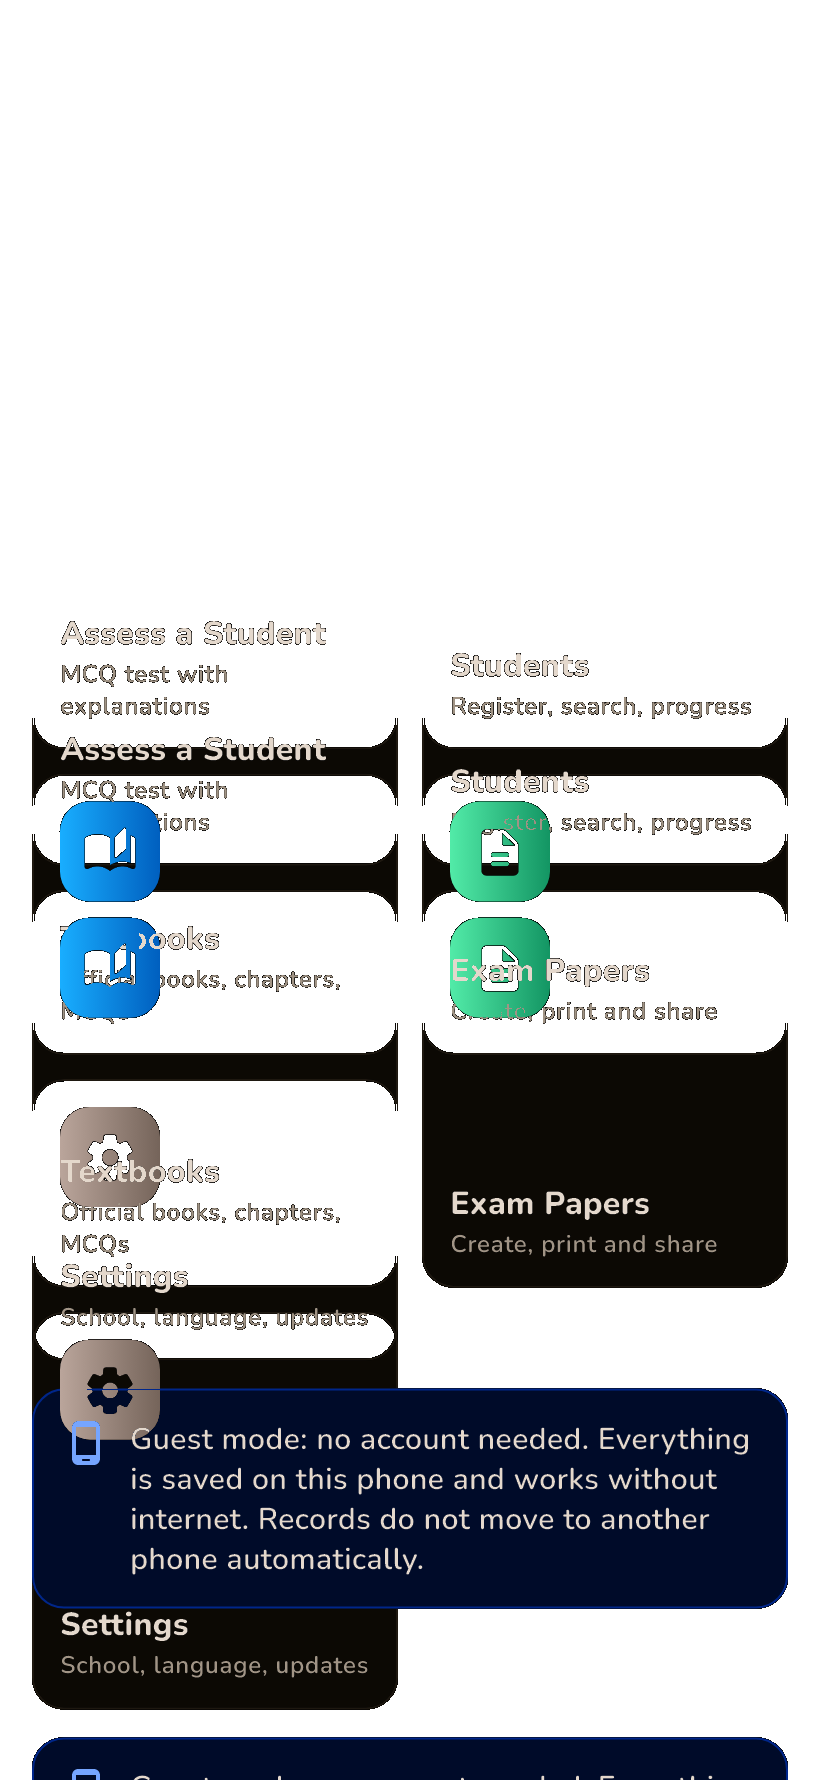 Assess a Student
MCQ test with
explanations
Students
Register, search, progress
Assess a Student
MCQ test with
Students
search, progress
Official books, chapters,
Exam Papers
print and share
Textbooks
Official books, chapters,
MCQs
Exam Papers
Create, print and share
Settings
School, language, updates
Guest mode: no account needed. Everything
is saved on this phone and works without
internet. Records do not move to another
phone automatically.
Settings
School, language, updates